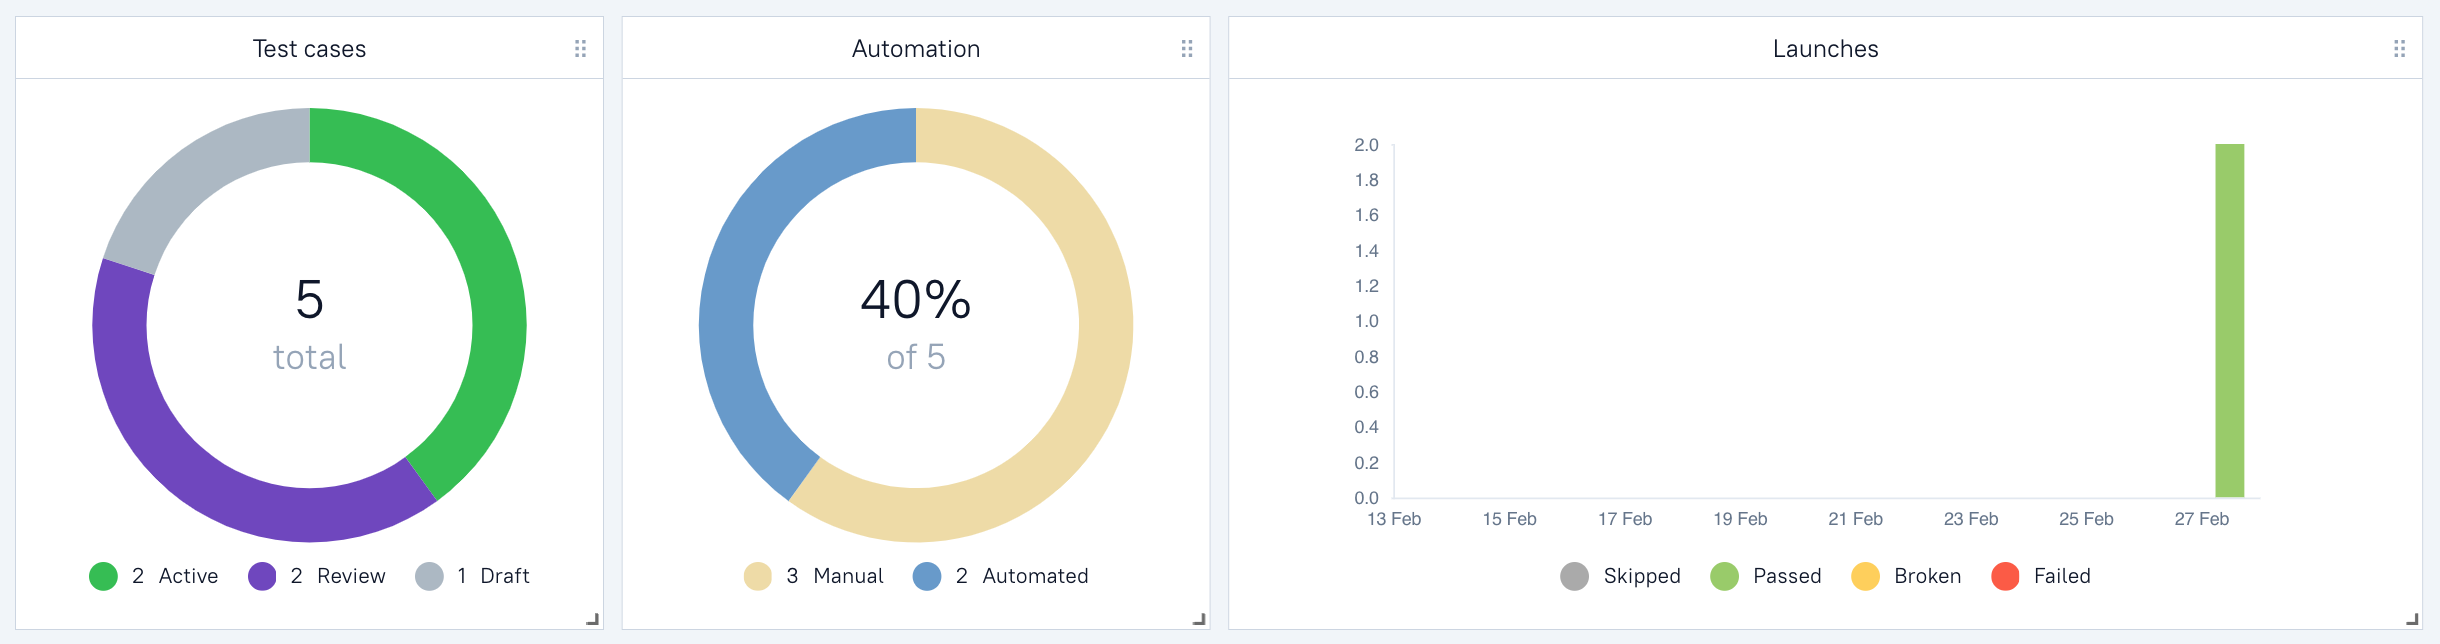 Test cases
5
total
2 Active 2 Review 1 Draft
Automation
40%
of 5
3 Manual 2 Automated
Launches
2.0
1.8
1.6
1.4
1.2
1.0
0.8
0.6
0.4
0.2
0.0
13 Feb 15 Feb 17 Feb 19 Feb 21 Feb 23 Feb 25 Feb 27 Feb
Skipped Passed Broken Failed